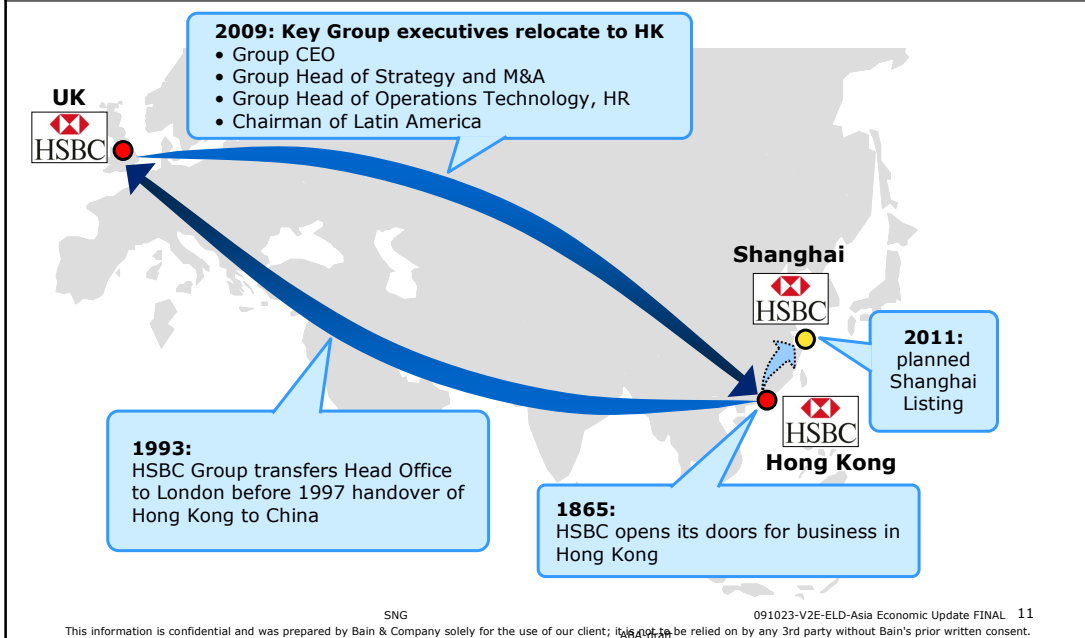 2009: Key Group executives relocate to HK
• Group CEO
• Group Head of Strategy and M&A
• Group Head of Operations Technology, HR
• Chairman of Latin America
UK
HSBC
Shanghai
HSBC
2011:
planned
Shanghai
Listing
HSBC
Hong Kong
1993:
HSBC Group transfers Head Office
to London before 1997 handover of
Hong Kong to China
1865:
HSBC opens its doors for business in
Hong Kong
SNG
091023-V2E-ELD-Asia Economic Update FINAL 11
This information is confidential and was prepared by Bain & Company solely for the use of our client; it is not to be relied on by any 3rd party without Bain's prior written consent.